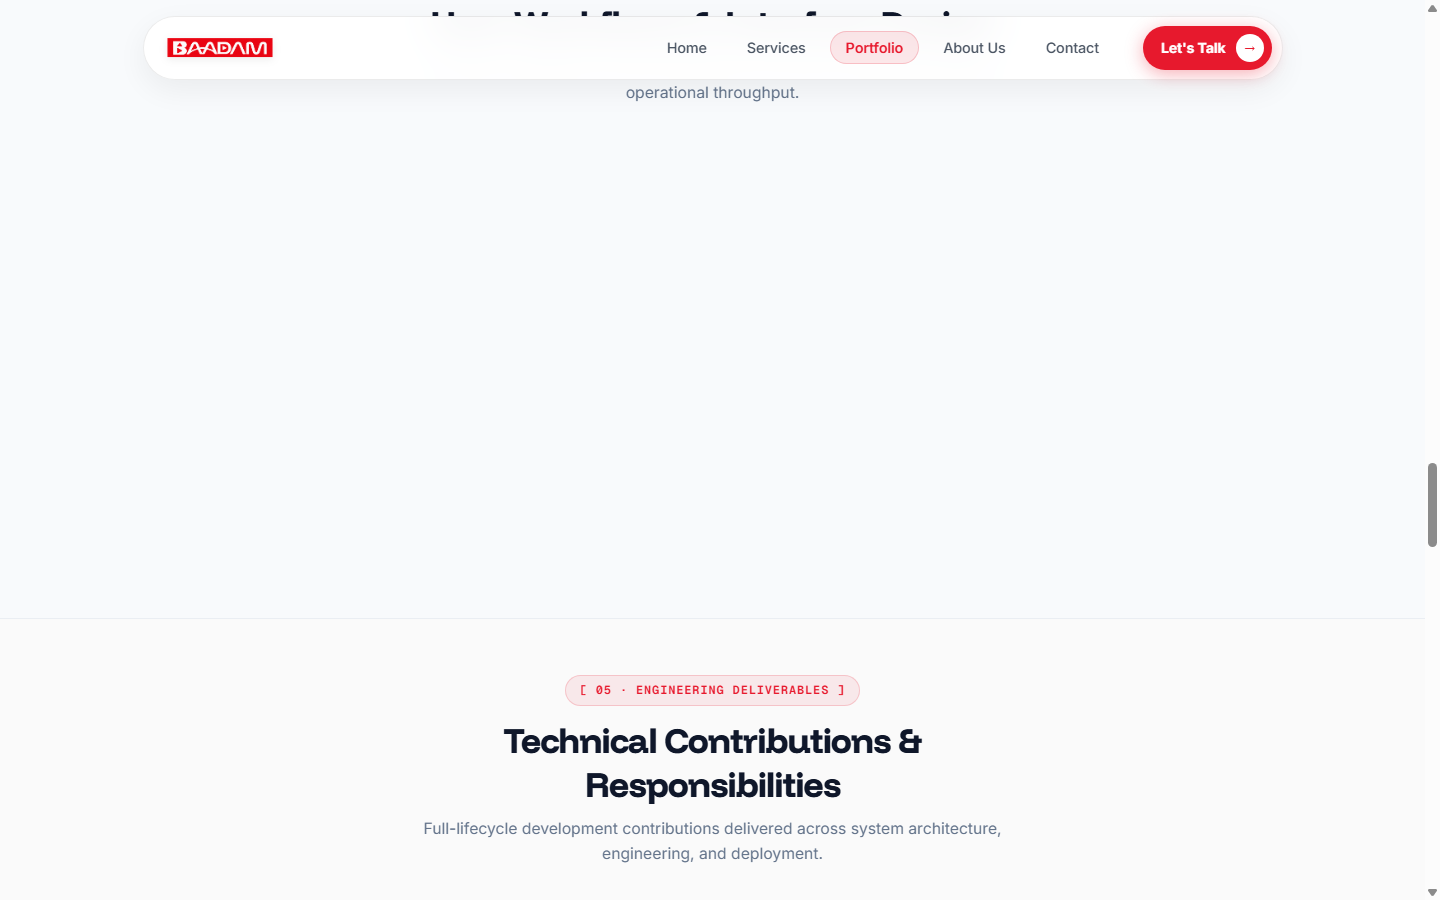 BAADAM
Home
Services
Portfolio
About Us
Contact
Let's Talk →
operational throughput.
[ 05 · ENGINEERING DELIVERABLES ]
Technical Contributions &
Responsibilities
Full-lifecycle development contributions delivered across system architecture,
engineering, and deployment.